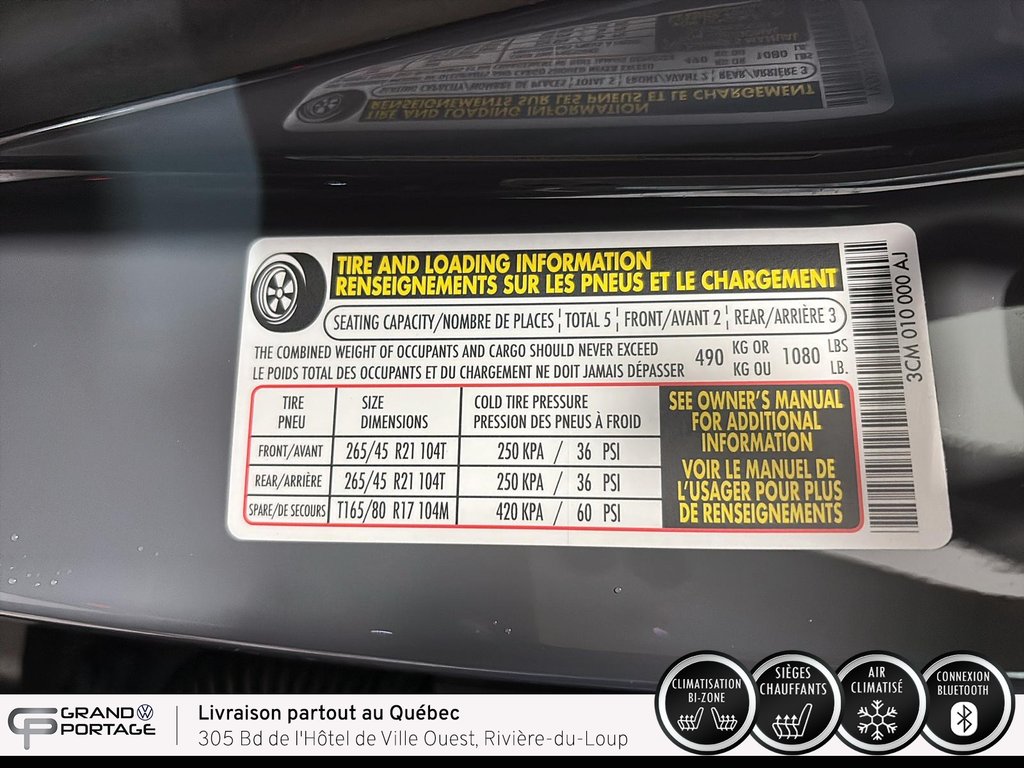 TIRE AND LOADING INFORMATION
RENSEIGNEMENTS SUR LES PNEUS ET LE CHARGEMENT
SEATING CAPACITY/NOMBRE DE PLACES ¦ TOTAL 5 ¦ FRONT/AVANT 2 ¦ REAR/ARRIÈRE 3
THE COMBINED WEIGHT OF OCCUPANTS AND CARGO SHOULD NEVER EXCEED
LE POIDS TOTAL DES OCCUPANTS ET DU CHARGEMENT NE DOIT JAMAIS DÉPASSER
490 KG OR 1080 LBS
KG OU LB.
TIRE SIZE COLD TIRE PRESSURE
PNEU DIMENSIONS PRESSION DES PNEUS À FROID
FRONT/AVANT 265/45 R21 104T 250 KPA / 36 PSI
REAR/ARRIÈRE 265/45 R21 104T 250 KPA / 36 PSI
SPARE/DE SECOURS T165/80 R17 104M 420 KPA / 60 PSI
SEE OWNER'S MANUAL
FOR ADDITIONAL
INFORMATION
VOIR LE MANUEL DE
L'USAGER POUR PLUS
DE RENSEIGNEMENTS
3CM 010 000 AJ
GP GRAND VW
PORTAGE
Livraison partout au Québec
305 Bd de l'Hôtel de Ville Ouest, Rivière-du-Loup
CLIMATISATION
BI-ZONE
SIÈGES
CHAUFFANTS
AIR
CLIMATISÉ
CONNEXION
BLUETOOTH